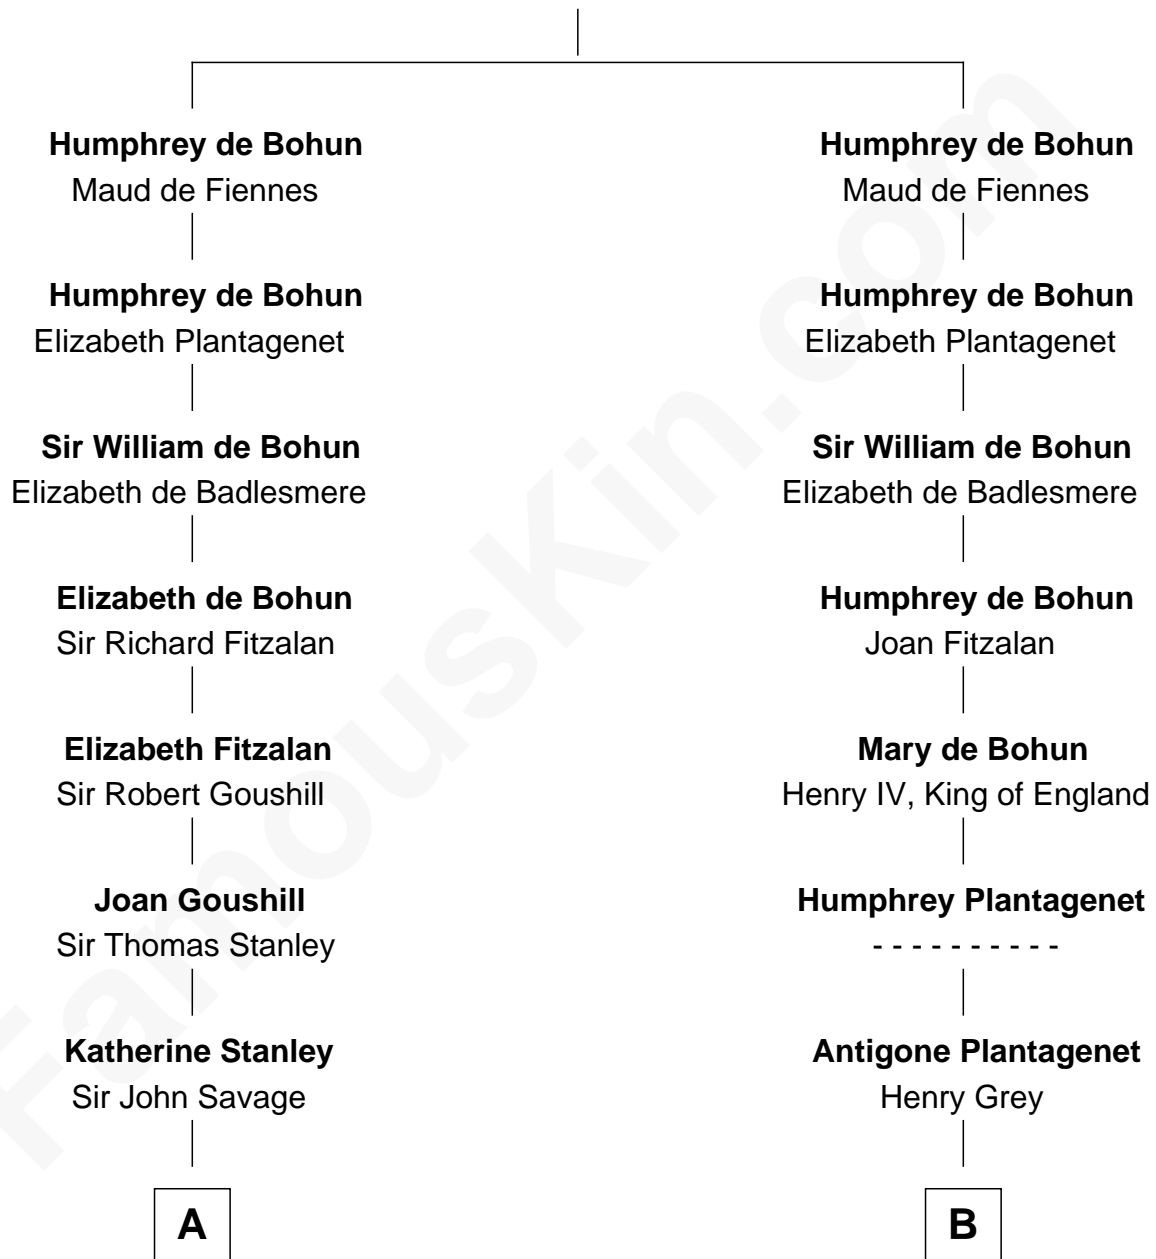 Humphrey de Bohun
Maud de Fiennes
Humphrey de Bohun
Elizabeth Plantagenet
Sir William de Bohun
Elizabeth de Badlesmere
Elizabeth de Bohun
Sir Richard Fitzalan
Elizabeth Fitzalan
Sir Robert Goushill
Joan Goushill
Sir Thomas Stanley
Katherine Stanley
Sir John Savage
A
Humphrey de Bohun
Maud de Fiennes
Humphrey de Bohun
Elizabeth Plantagenet
Sir William de Bohun
Elizabeth de Badlesmere
Humphrey de Bohun
Joan Fitzalan
Mary de Bohun
Henry IV, King of England
Humphrey Plantagenet
- - - - - - - - - -
Antigone Plantagenet
Henry Grey
B
FamousKin.com